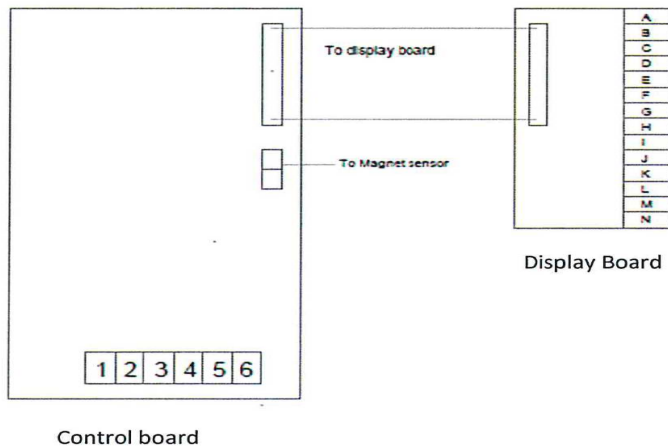 A
B
To display board
C
D
E
F
G
H
I
To Magnet sensor
J
K
L
M
N
Display Board
1 2 3 4 5 6
Control board